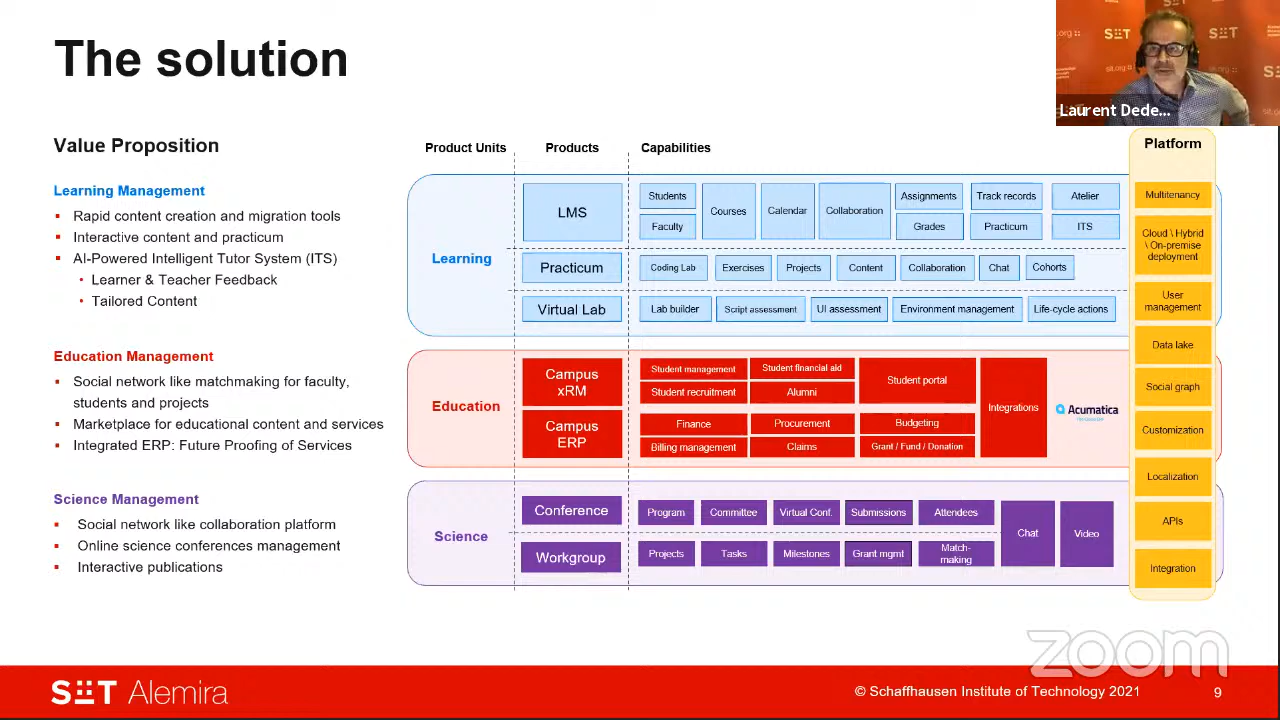 The solution
Laurent Dede...
Value Proposition
Learning Management
Rapid content creation and migration tools
Interactive content and practicum
AI-Powered Intelligent Tutor System (ITS)
Learner & Teacher Feedback
Tailored Content
Education Management
Social network like matchmaking for faculty,
students and projects
Marketplace for educational content and services
Integrated ERP: Future Proofing of Services
Science Management
Social network like collaboration platform
Online science conferences management
Interactive publications
Product Units
Products
Capabilities
Platform
Learning
LMS
Students
Faculty
Courses
Calendar
Collaboration
Assignments
Grades
Track records
Practicum
Atelier
ITS
Practicum
Coding Lab
Exercises
Projects
Content
Collaboration
Chat
Cohorts
Virtual Lab
Lab builder
Script assessment
UI assessment
Environment management
Life-cycle actions
Education
Campus
xRM
Student management
Student financial aid
Student portal
Student recruitment
Alumni
Campus
ERP
Finance
Procurement
Budgeting
Billing management
Claims
Grant / Fund / Donation
Integrations
Acumatica
Science
Conference
Program
Committee
Virtual Conf.
Submissions
Attendees
Workgroup
Projects
Tasks
Milestones
Grant mgmt
Match-
making
Chat
Video
Multitenancy
Cloud \ Hybrid
\ On-premise
deployment
User
management
Data lake
Social graph
Customization
Localization
APIs
Integration
zoom
SIT Alemira
© Schaffhausen Institute of Technology 2021
9